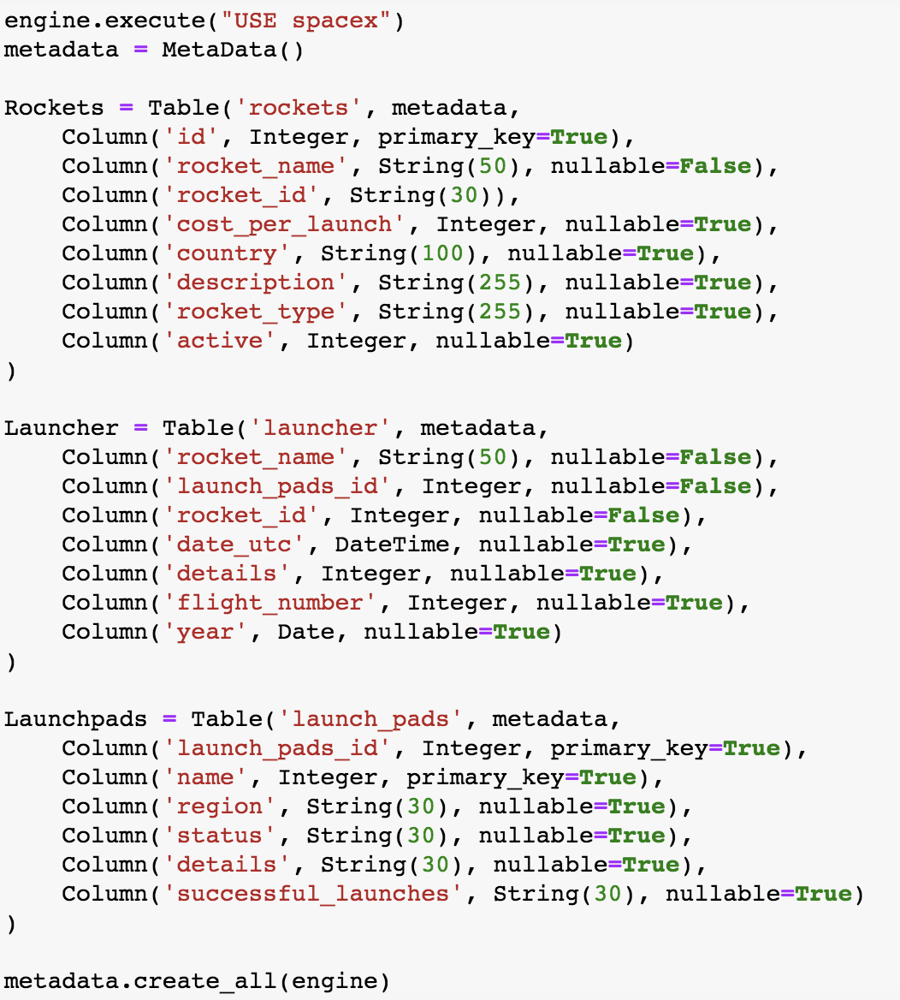 engine.execute("USE spacex")
metadata = MetaData()

Rockets = Table('rockets', metadata,
    Column('id', Integer, primary_key=True),
    Column('rocket_name', String(50), nullable=False),
    Column('rocket_id', String(30)),
    Column('cost_per_launch', Integer, nullable=True),
    Column('country', String(100), nullable=True),
    Column('description', String(255), nullable=True),
    Column('rocket_type', String(255), nullable=True),
    Column('active', Integer, nullable=True)
)

Launcher = Table('launcher', metadata,
    Column('rocket_name', String(50), nullable=False),
    Column('launch_pads_id', Integer, nullable=False),
    Column('rocket_id', Integer, nullable=False),
    Column('date_utc', DateTime, nullable=True),
    Column('details', Integer, nullable=True),
    Column('flight_number', Integer, nullable=True),
    Column('year', Date, nullable=True)
)

Launchpads = Table('launch_pads', metadata,
    Column('launch_pads_id', Integer, primary_key=True),
    Column('name', Integer, primary_key=True),
    Column('region', String(30), nullable=True),
    Column('status', String(30), nullable=True),
    Column('details', String(30), nullable=True),
    Column('successful_launches', String(30), nullable=True)
)

metadata.create_all(engine)